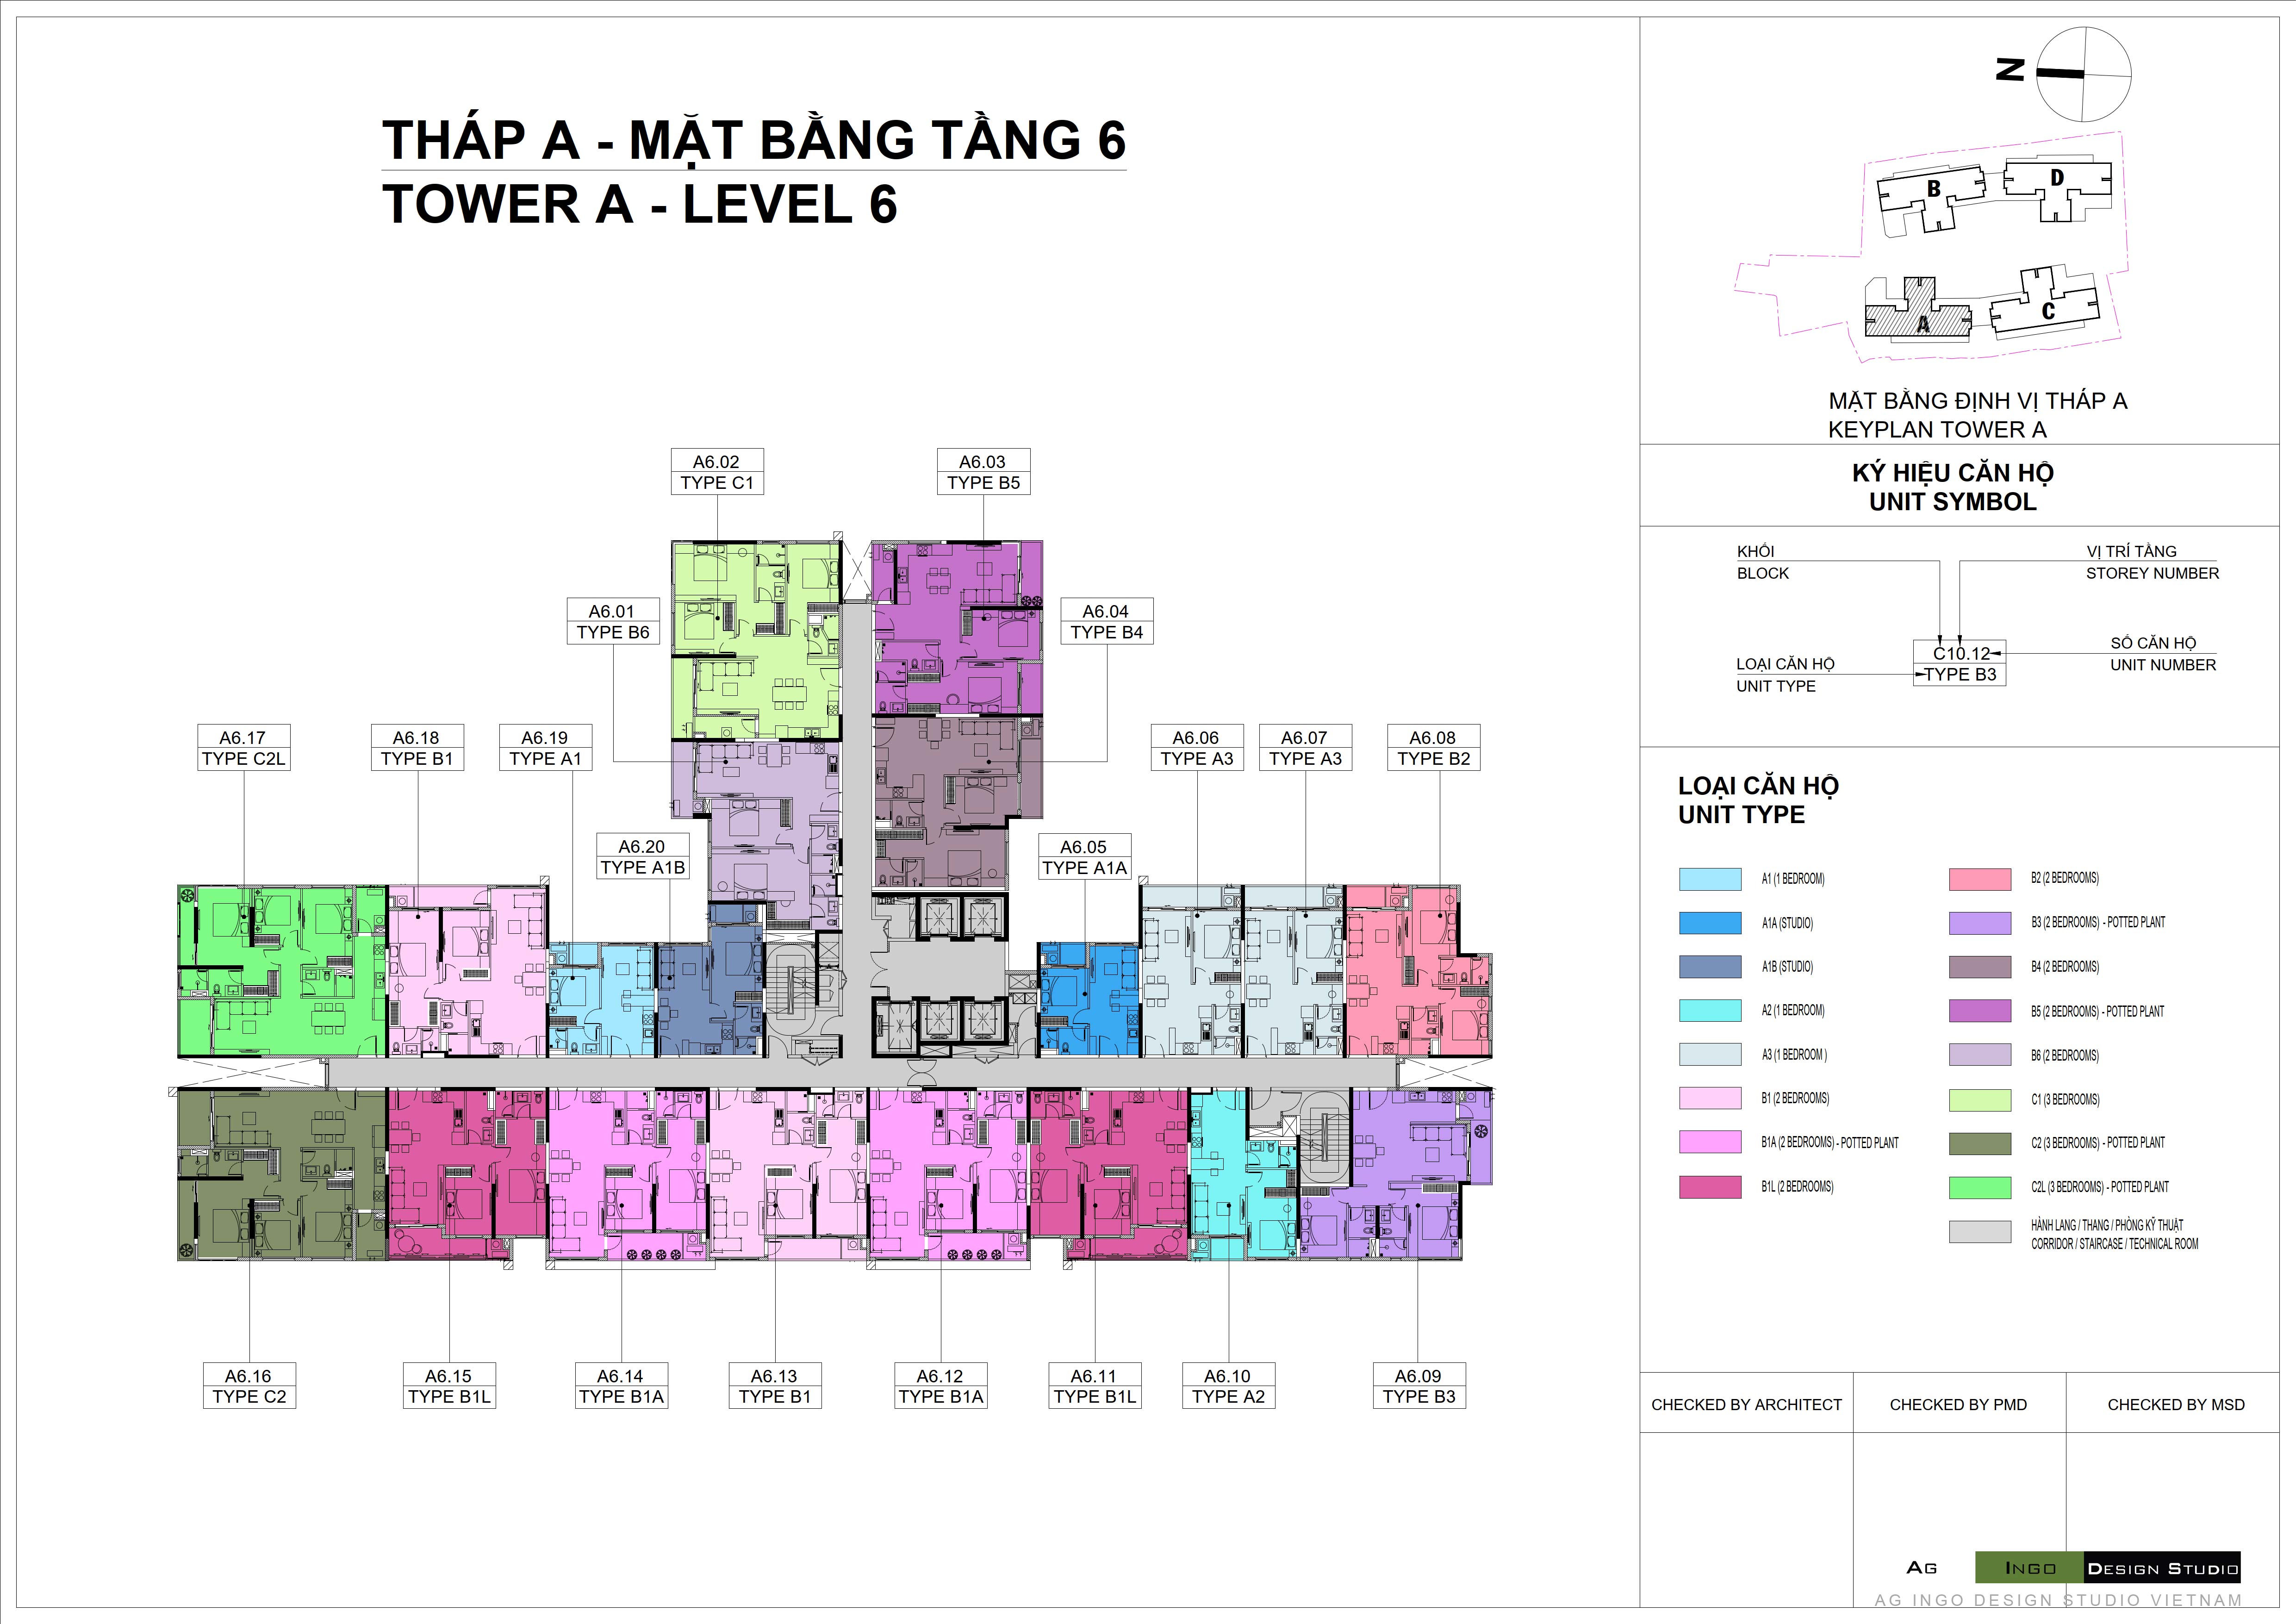 THÁP A - MẶT BẰNG TẦNG 6
TOWER A - LEVEL 6
A6.02
TYPE C1
A6.03
TYPE B5
A6.01
TYPE B6
A6.04
TYPE B4
A6.17
TYPE C2L
A6.18
TYPE B1
A6.19
TYPE A1
A6.20
TYPE A1B
A6.05
TYPE A1A
A6.06
TYPE A3
A6.07
TYPE A3
A6.08
TYPE B2
A6.16
TYPE C2
A6.15
TYPE B1L
A6.14
TYPE B1A
A6.13
TYPE B1
A6.12
TYPE B1A
A6.11
TYPE B1L
A6.10
TYPE A2
A6.09
TYPE B3
N
B
D
A
C
MẶT BẰNG ĐỊNH VỊ THÁP A
KEYPLAN TOWER A
KÝ HIỆU CĂN HỘ
UNIT SYMBOL
KHỐI
BLOCK
VỊ TRÍ TẦNG
STOREY NUMBER
C10.12
TYPE B3
SỐ CĂN HỘ
UNIT NUMBER
LOẠI CĂN HỘ
UNIT TYPE
LOẠI CĂN HỘ
UNIT TYPE
A1 (1 BEDROOM)
A1A (STUDIO)
A1B (STUDIO)
A2 (1 BEDROOM)
A3 (1 BEDROOM )
B1 (2 BEDROOMS)
B1A (2 BEDROOMS) - POTTED PLANT
B1L (2 BEDROOMS)
B2 (2 BEDROOMS)
B3 (2 BEDROOMS) - POTTED PLANT
B4 (2 BEDROOMS)
B5 (2 BEDROOMS) - POTTED PLANT
B6 (2 BEDROOMS)
C1 (3 BEDROOMS)
C2 (3 BEDROOMS) - POTTED PLANT
C2L (3 BEDROOMS) - POTTED PLANT
HÀNH LANG / THANG / PHÒNG KỸ THUẬT
CORRIDOR / STAIRCASE / TECHNICAL ROOM
CHECKED BY ARCHITECT
CHECKED BY PMD
CHECKED BY MSD
AG INGO DESIGN STUDIO
AG INGO DESIGN STUDIO VIETNAM